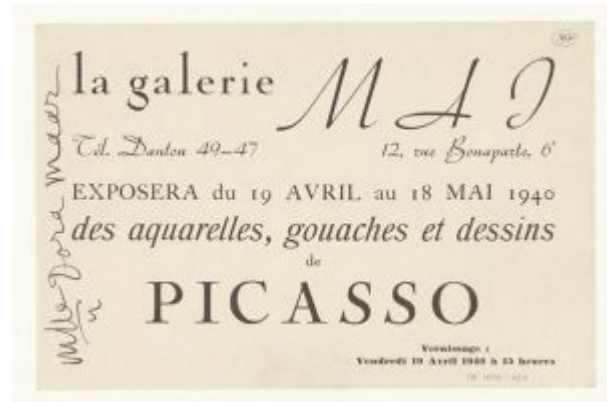 la galerie MAI
Tél. Danton 49-47 12, rue Bonaparte, 6ᵉ
EXPOSERA du 19 AVRIL au 18 MAI 1940
des aquarelles, gouaches et dessins
de
PICASSO
Vernissage :
Vendredi 19 Avril 1940 à 15 heures
Mlle Dora Maar